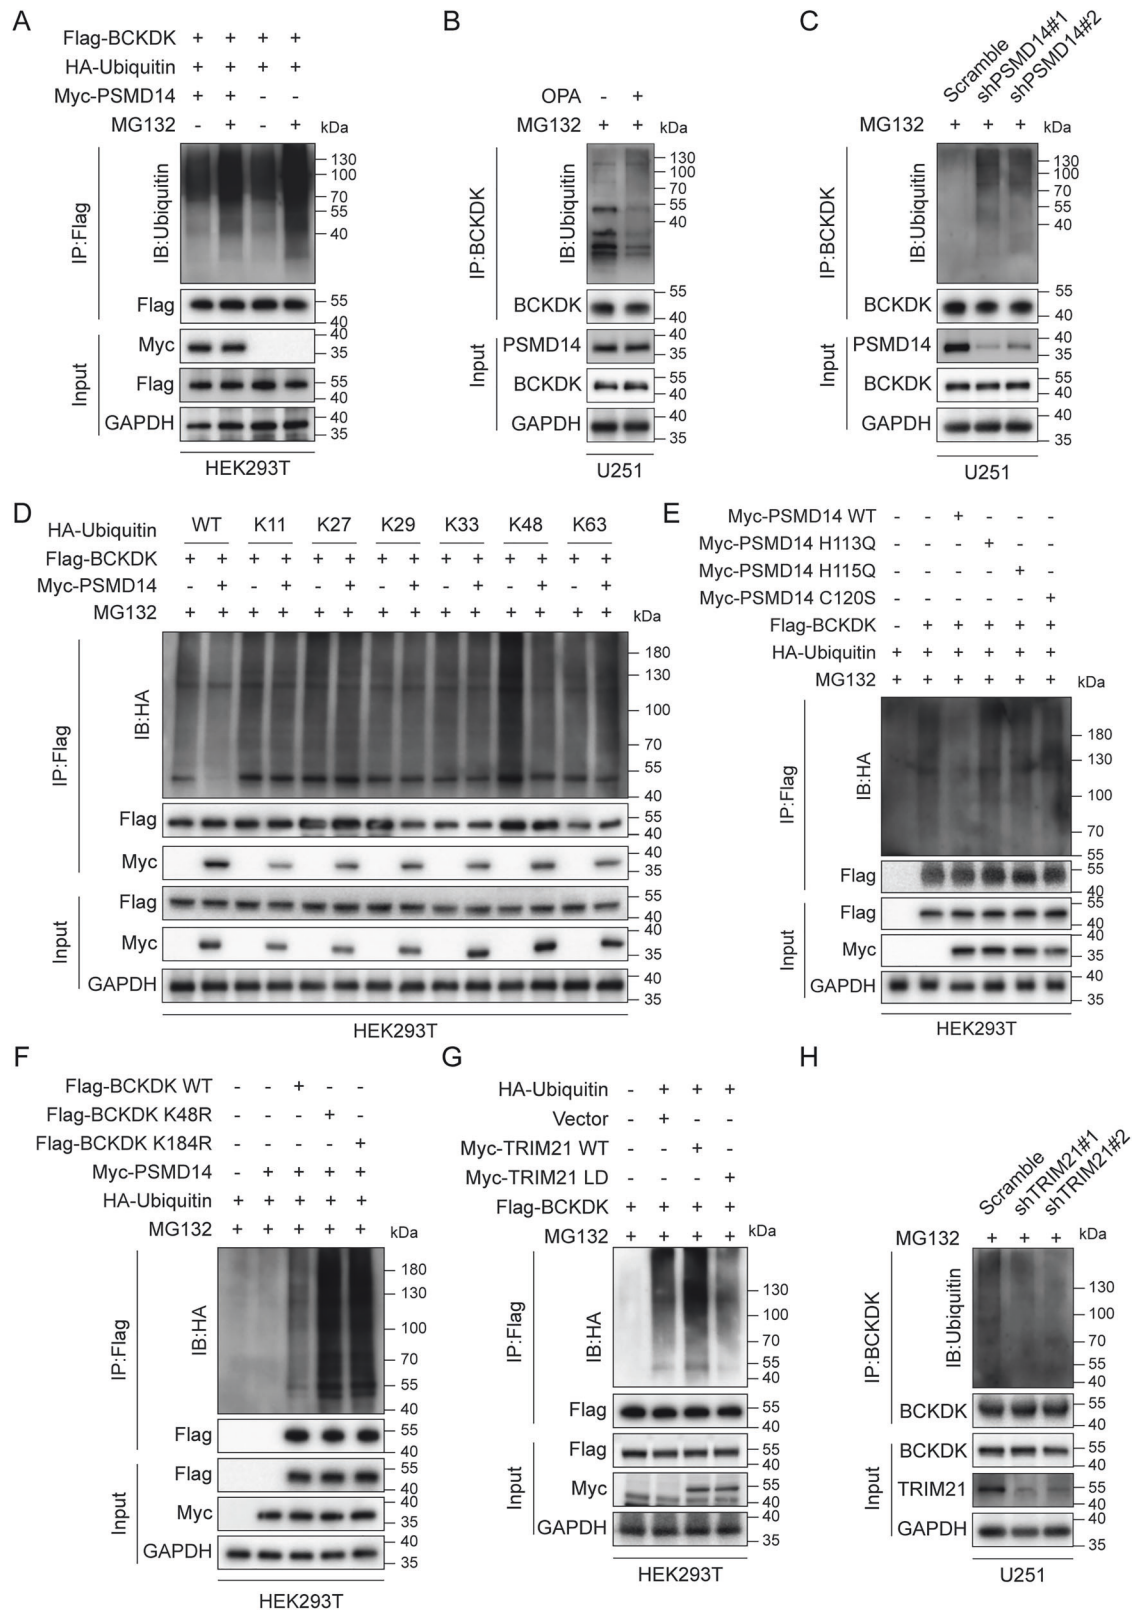 A
Flag-BCKDK + + + +
HA-Ubiquitin + + + +
Myc-PSMD14 + + - -
MG132 - + - + kDa
IP:Flag
IB:Ubiquitin
130
100
70
55
40
Flag 55
40
Input
Myc 40
35
Flag 55
40
GAPDH 40
35
HEK293T
B
OPA - +
MG132 + + kDa
IP:BCKDK
IB:Ubiquitin
130
100
70
55
40
BCKDK 55
40
Input
PSMD14 40
35
BCKDK 55
40
GAPDH 40
35
U251
C
Scramble
shPSMD14#1
shPSMD14#2
MG132 + + + kDa
IP:BCKDK
IB:Ubiquitin
130
100
70
55
40
BCKDK 55
40
Input
PSMD14 40
35
BCKDK 55
40
GAPDH 40
35
U251
D
HA-Ubiquitin WT K11 K27 K29 K33 K48 K63
Flag-BCKDK + + + + + + + + + + + + + +
Myc-PSMD14 - + - + - + - + - + - + - +
MG132 + + + + + + + + + + + + + + kDa
IP:Flag
IB:HA
180
130
100
70
55
40
Flag 55
40
Myc 40
35
Input
Flag 55
40
Myc 40
35
GAPDH 40
35
HEK293T
E
Myc-PSMD14 WT - - + - - -
Myc-PSMD14 H113Q - - - + - -
Myc-PSMD14 H115Q - - - - + -
Myc-PSMD14 C120S - - - - - +
Flag-BCKDK - + + + + +
HA-Ubiquitin + + + + + +
MG132 + + + + + + kDa
IP:Flag
IB:HA
180
130
100
70
55
Flag 55
40
Input
Flag 55
40
Myc 40
35
GAPDH 40
35
HEK293T
F
Flag-BCKDK WT - - + - -
Flag-BCKDK K48R - - - + -
Flag-BCKDK K184R - - - - +
Myc-PSMD14 - + + + +
HA-Ubiquitin + + + + +
MG132 + + + + + kDa
IP:Flag
IB:HA
180
130
100
70
55
40
Flag 55
40
Input
Flag 55
40
Myc 40
35
GAPDH 40
35
HEK293T
G
HA-Ubiquitin - + + +
Vector - + - -
Myc-TRIM21 WT - - + -
Myc-TRIM21 LD - - - +
Flag-BCKDK + + + +
MG132 + + + + kDa
IP:Flag
IB:HA
130
100
70
55
40
Flag 55
40
Input
Flag 55
40
Myc 55
40
GAPDH 40
35
HEK293T
H
Scramble
shTRIM21#1
shTRIM21#2
MG132 + + + kDa
IP:BCKDK
IB:Ubiquitin
130
100
70
55
40
BCKDK 55
40
Input
BCKDK 55
40
TRIM21 55
40
GAPDH 40
35
U251